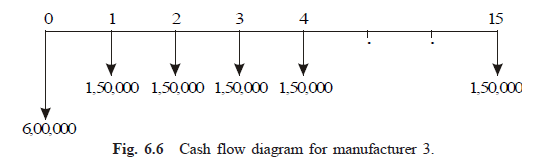 0 1 2 3 4 15
1,50,000 1,50,000 1,50,000 1,50,000 1,50,000
6,00,000
Fig. 6.6 Cash flow diagram for manufacturer 3.